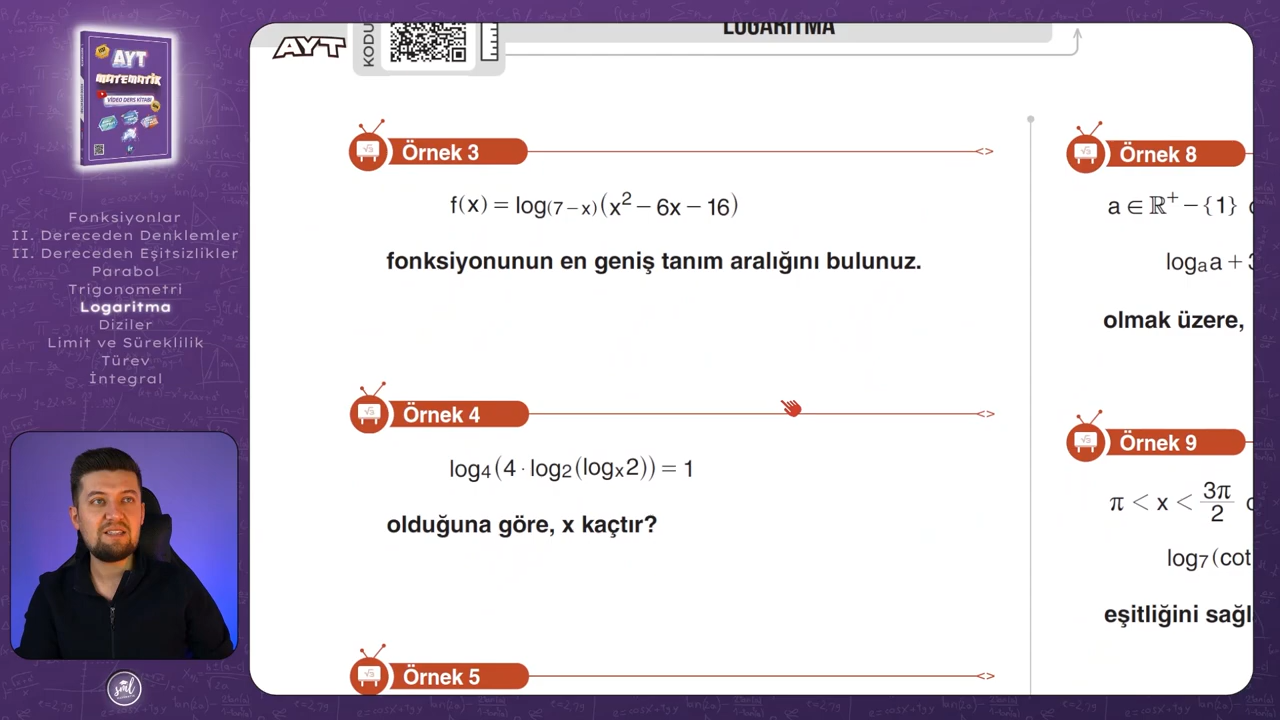 AYT
MATEMATİK
VİDEO DERS KİTABI
Fonksiyonlar
II. Dereceden Denklemler
II. Dereceden Eşitsizlikler
Parabol
Trigonometri
Logaritma
Diziler
Limit ve Süreklilik
Türev
İntegral
sml
AYT
KODU
LOGARİTMA
Örnek 3
f(x) = log₍₇₋ₓ₎(x² − 6x − 16)
fonksiyonunun en geniş tanım aralığını bulunuz.
Örnek 4
log₄(4 · log₂(logₓ2)) = 1
olduğuna göre, x kaçtır?
Örnek 5
Örnek 8
a ∈ ℝ⁺ − {1}
logₐa + 3
olmak üzere,
Örnek 9
π < x < 3π/2
log₇(cot
eşitliğini sağl